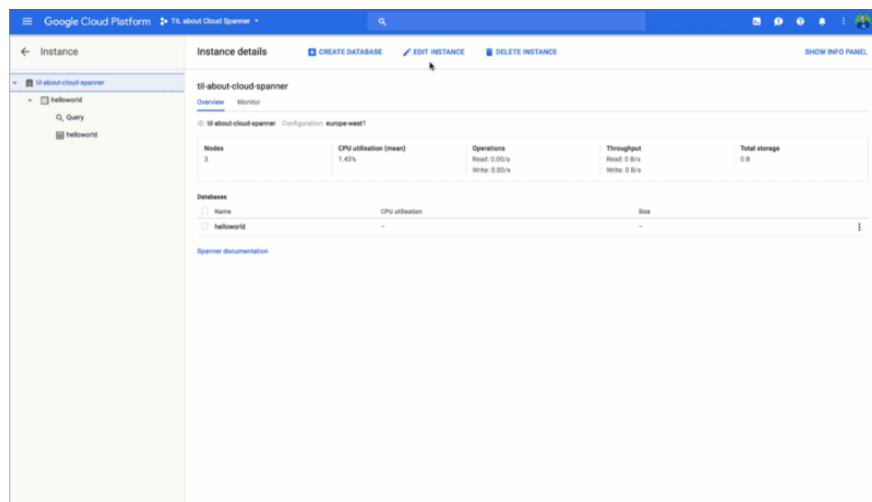 Google Cloud Platform TIL about Cloud Spanner
Instance
Instance details CREATE DATABASE EDIT INSTANCE DELETE INSTANCE SHOW INFO PANEL
til-about-cloud-spanner
helloworld
Query
helloworld
til-about-cloud-spanner
Overview Monitor
ID: til-about-cloud-spanner Configuration: europe-west1
Nodes CPU utilisation (mean) Operations Throughput Total storage
3 1.43% Read: 0.00/s Read: 0 B/s 0 B
Write: 0.00/s Write: 0 B/s
Databases
Name CPU utilisation Size
helloworld – –
Spanner documentation